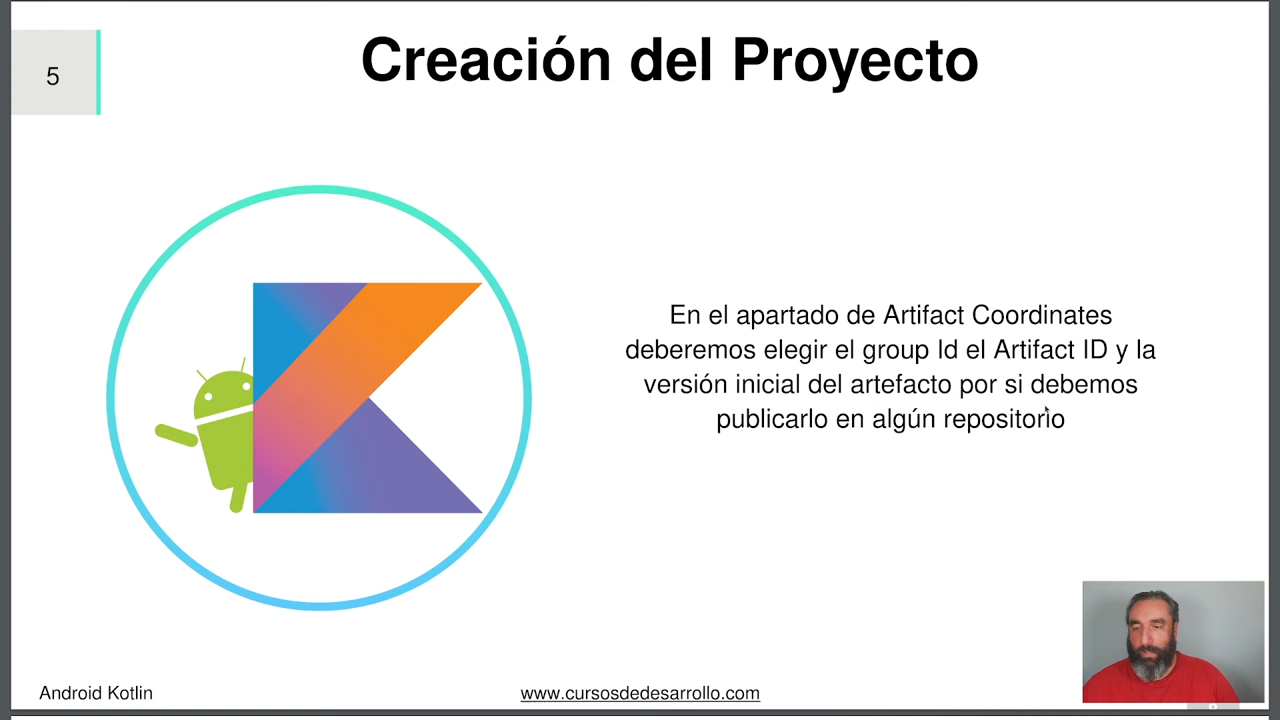 5
Creación del Proyecto
En el apartado de Artifact Coordinates
deberemos elegir el group Id el Artifact ID y la
versión inicial del artefacto por si debemos
publicarlo en algún repositorio
Android Kotlin
www.cursosdedesarrollo.com